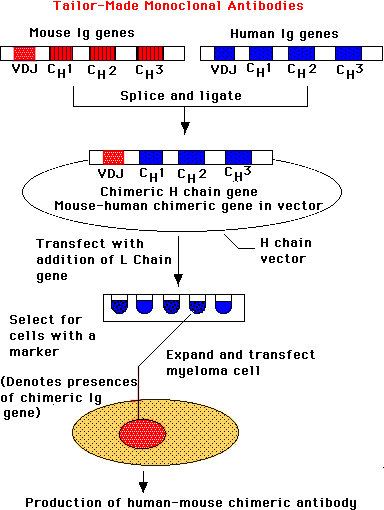 Tailor-Made Monoclonal Antibodies
Mouse Ig genes
Human Ig genes
VDJ CH1 CH2 CH3
VDJ CH1 CH2 CH3
Splice and ligate
VDJ CH1 CH2 CH3
Chimeric H chain gene
Mouse-human chimeric gene in vector
Transfect with
addition of L Chain
gene
H chain
vector
Select for
cells with a
marker
Expand and transfect
myeloma cell
(Denotes presences
of chimeric Ig
gene)
Production of human-mouse chimeric antibody